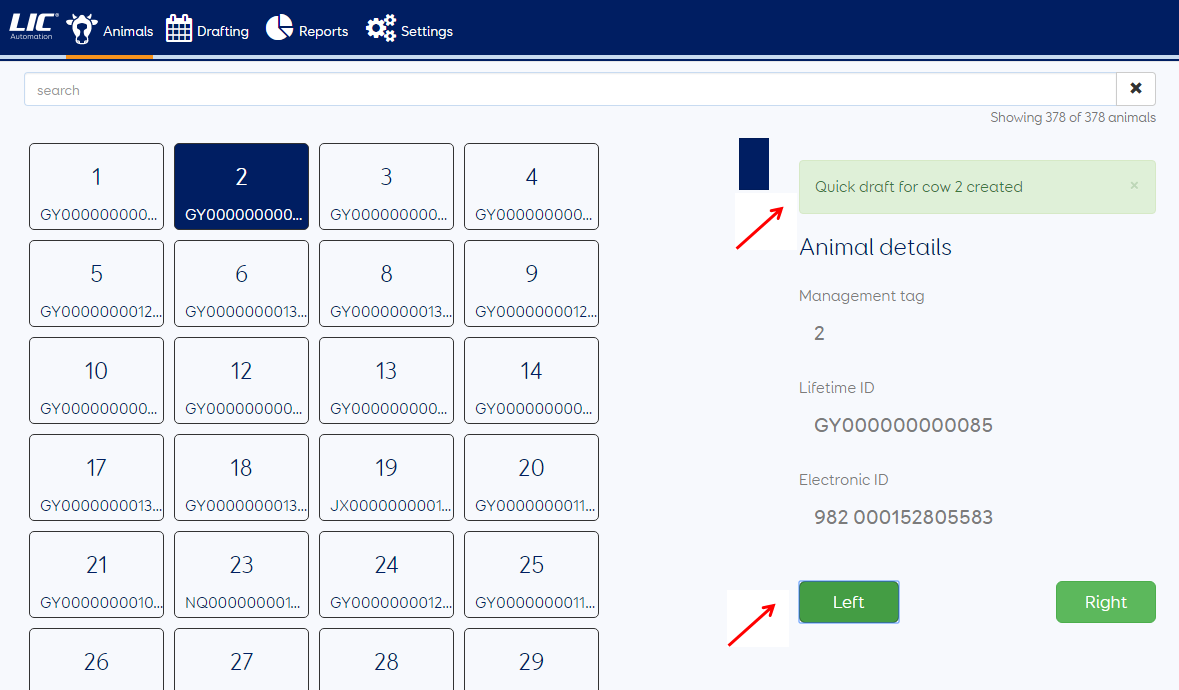 LIC®
Automation
Animals
Drafting
Reports
Settings
search
Showing 378 of 378 animals
1
GY000000000...
2
GY000000000...
3
GY000000000...
4
GY000000000...
5
GY0000000012...
6
GY0000000013...
8
GY0000000013...
9
GY0000000012...
10
GY000000000...
12
GY000000000...
13
GY000000000...
14
GY000000000...
17
GY0000000013...
18
GY0000000013...
19
JX0000000001...
20
GY0000000011...
21
GY0000000010...
23
NQ000000001...
24
GY0000000012...
25
GY0000000011...
26
27
28
29
Quick draft for cow 2 created
×
Animal details
Management tag
2
Lifetime ID
GY000000000085
Electronic ID
982 000152805583
Left
Right